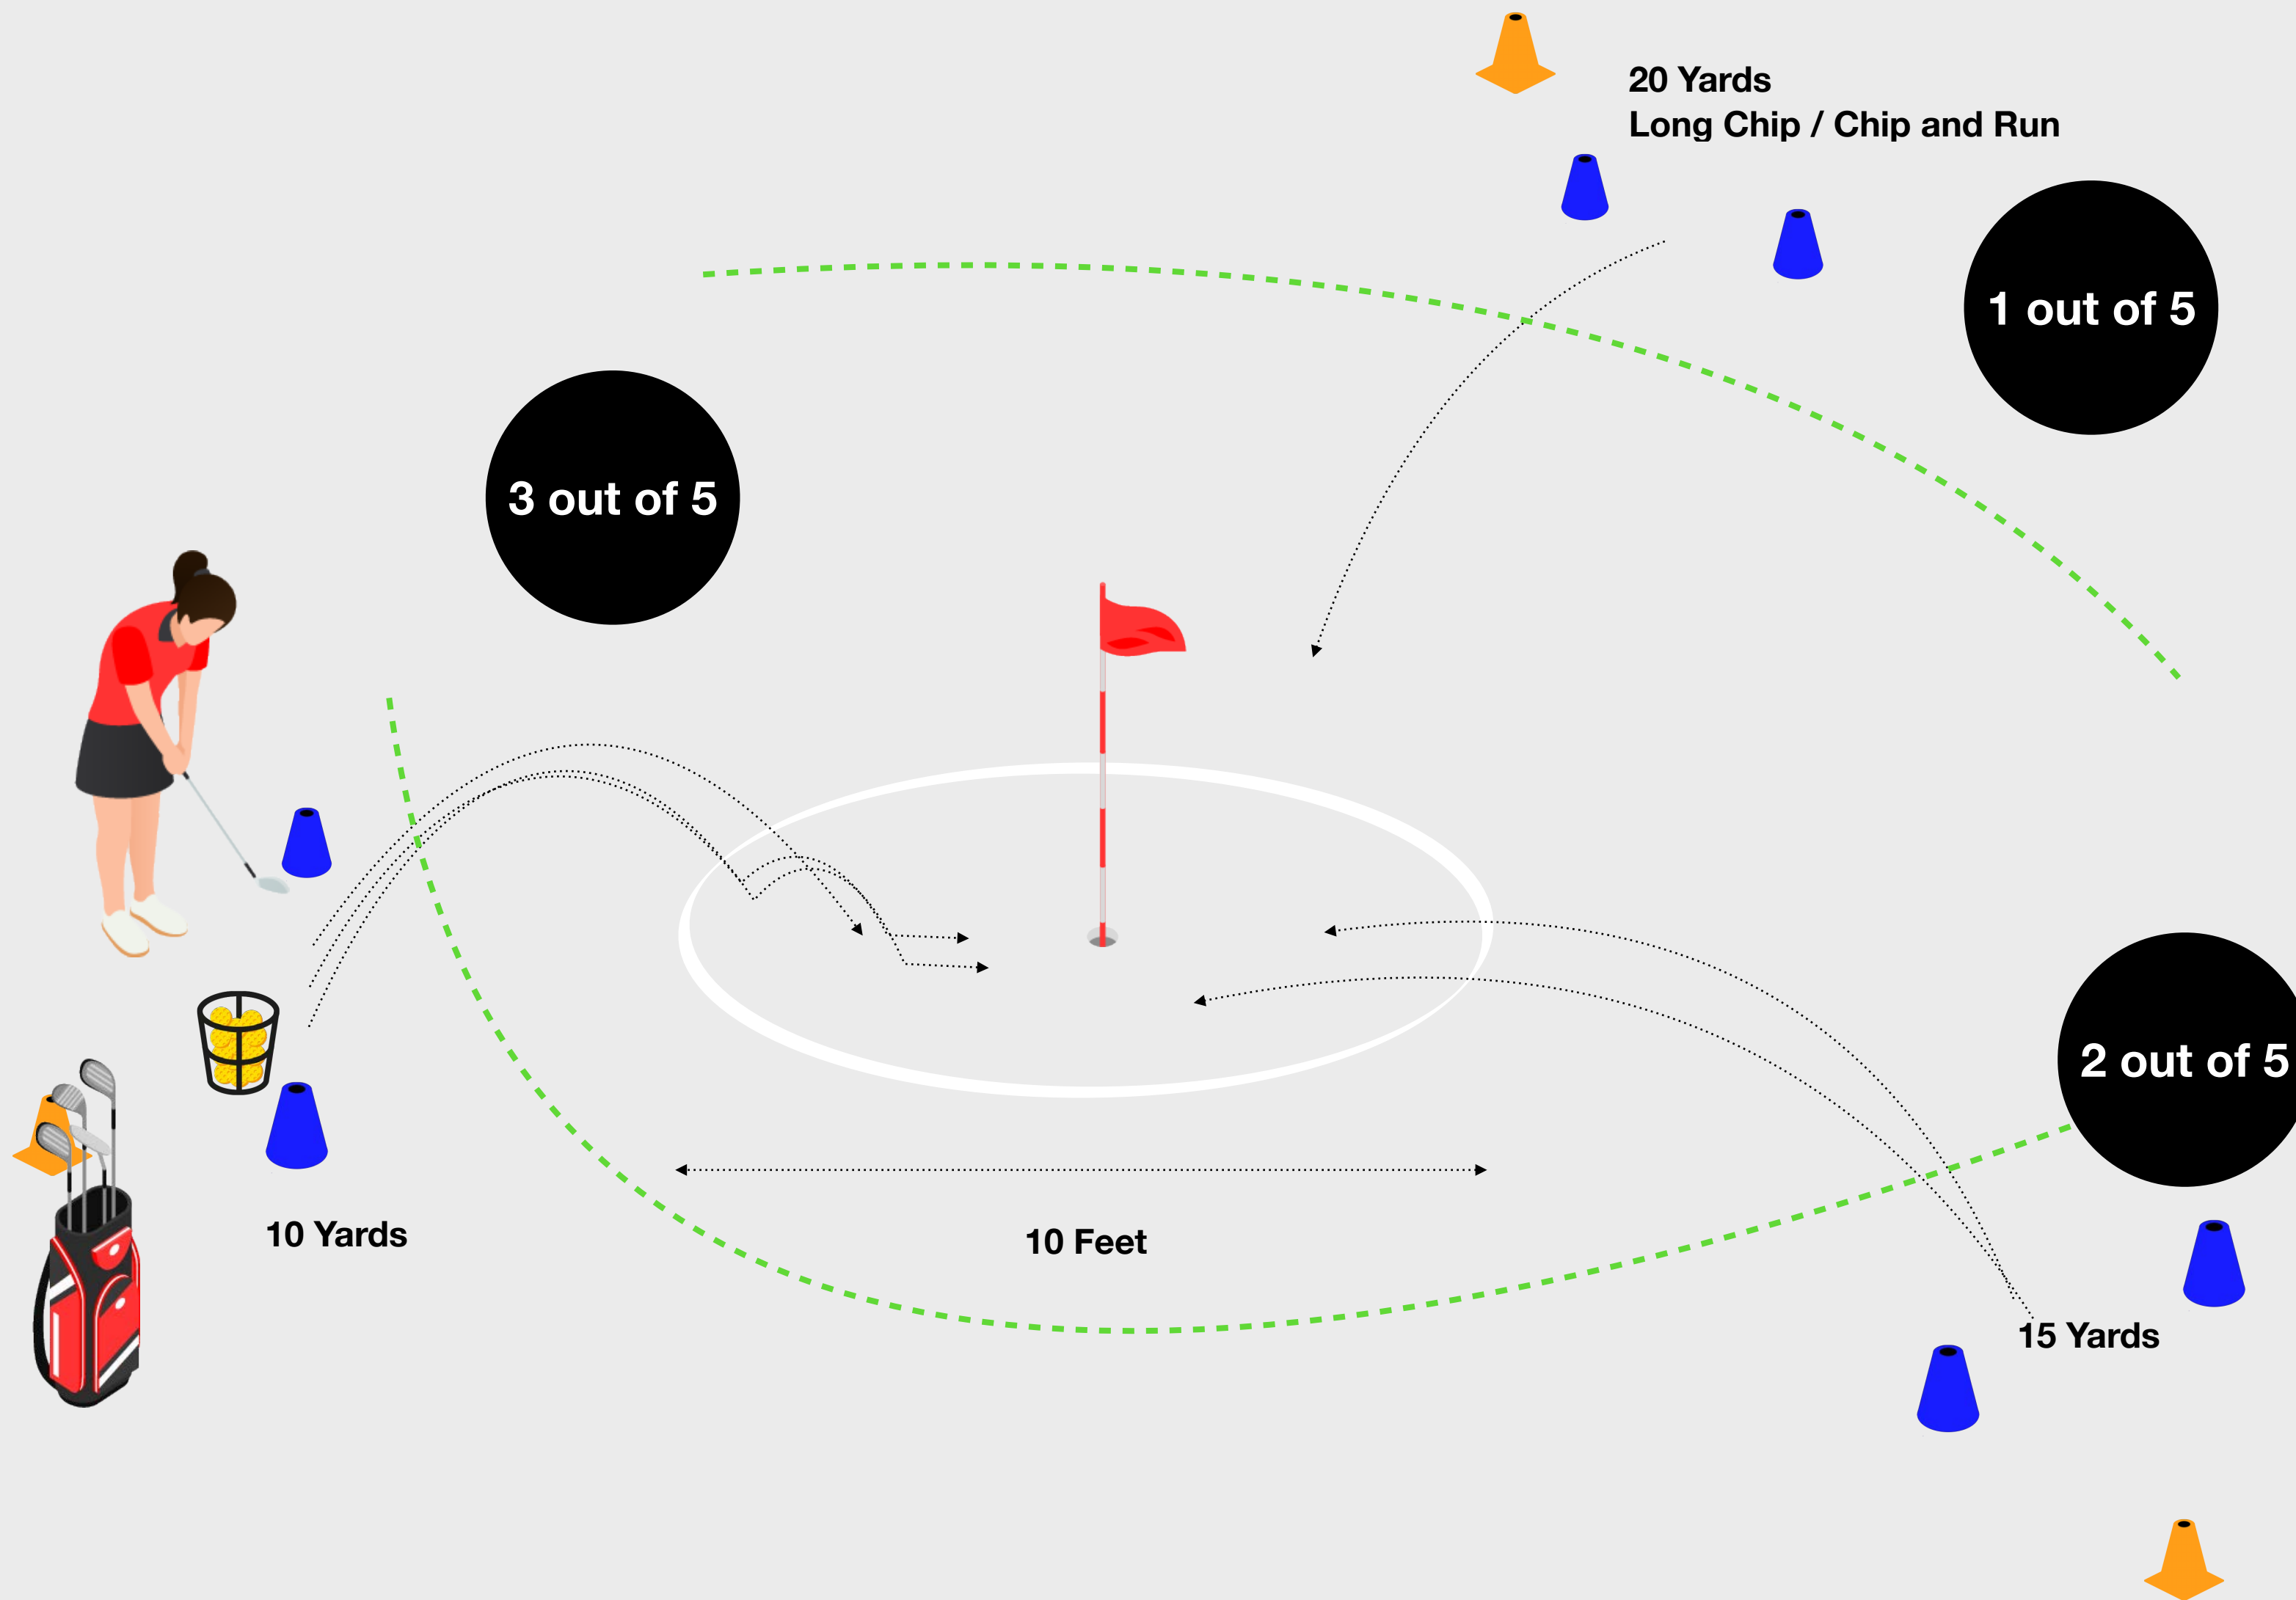 20 Yards
Long Chip / Chip and Run
1 out of 5
3 out of 5
2 out of 5
10 Yards
10 Feet
15 Yards